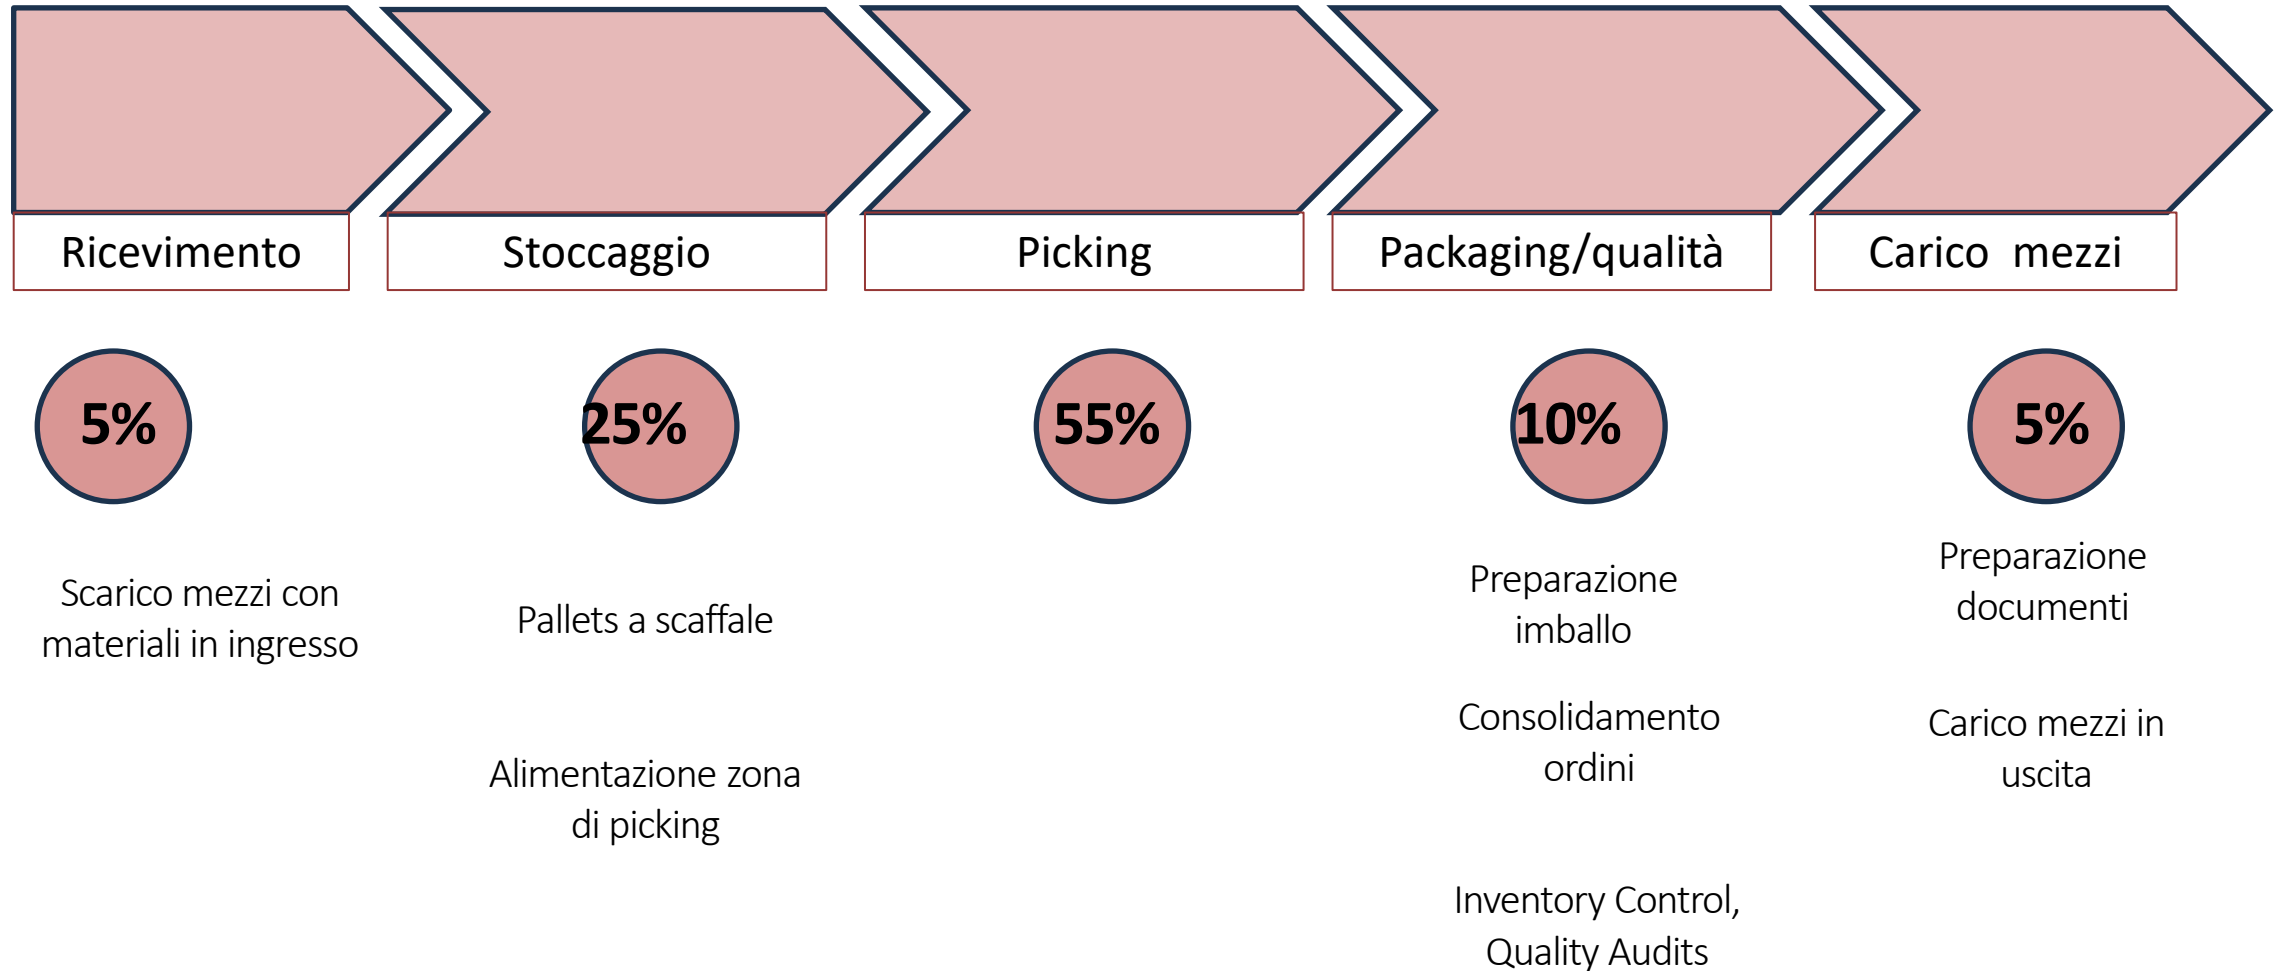 Ricevimento
Stoccaggio
Picking
Packaging/qualità
Carico mezzi
5%
25%
55%
10%
5%
Scarico mezzi con
materiali in ingresso
Pallets a scaffale
Alimentazione zona
di picking
Preparazione
imballo
Consolidamento
ordini
Inventory Control,
Quality Audits
Preparazione
documenti
Carico mezzi in
uscita